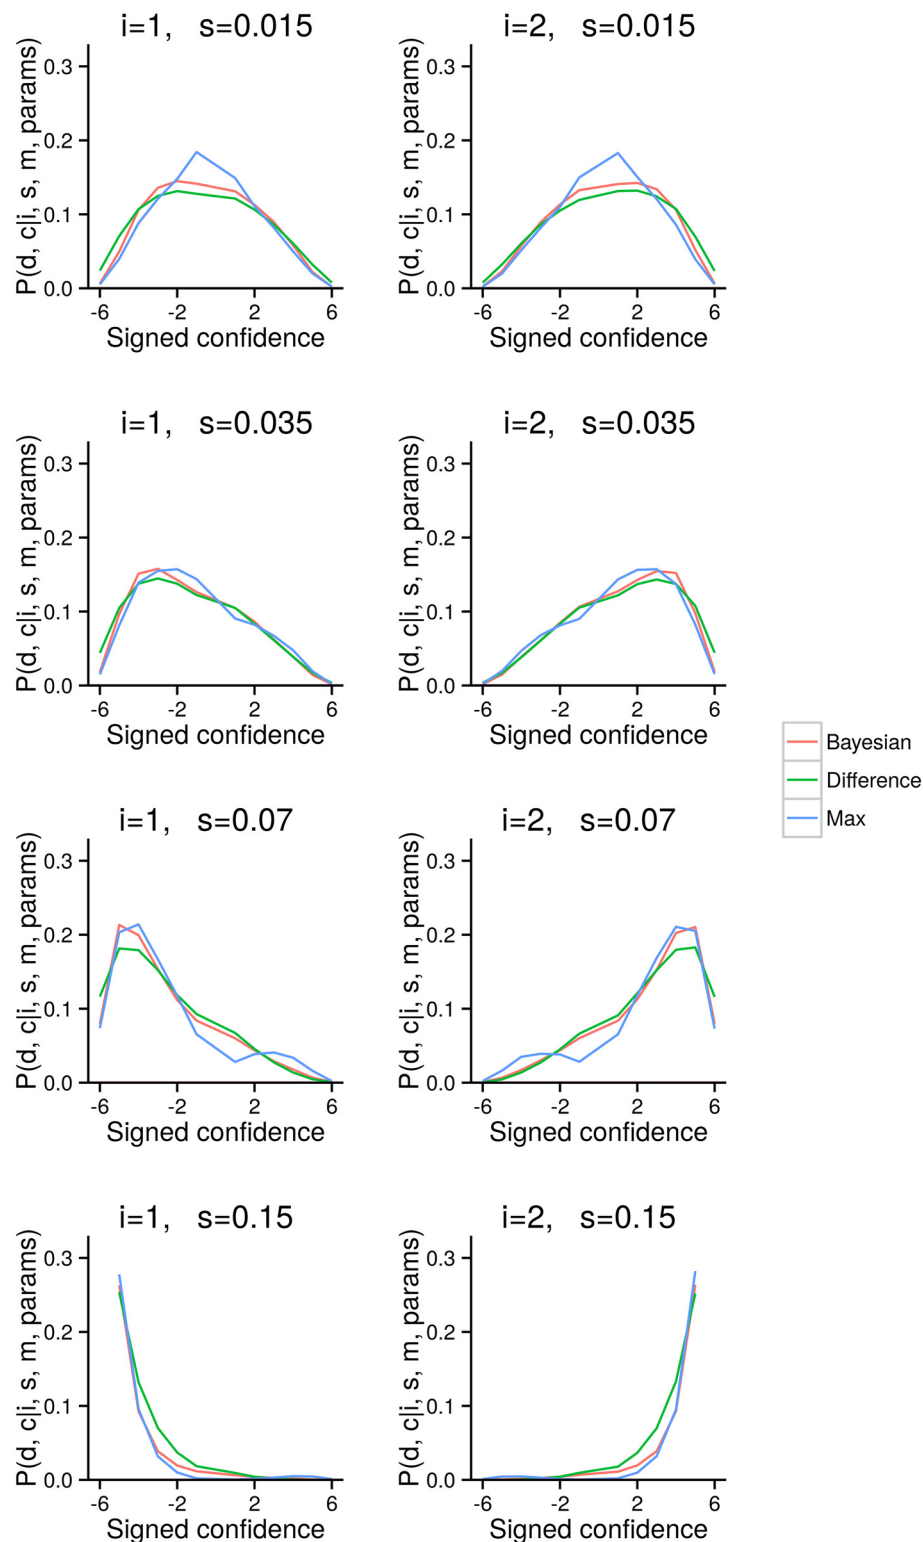 i=1, s=0.015
P(d, c|i, s, m, params)
0.3
0.2
0.1
0.0
-6 -2 2 6
Signed confidence
i=2, s=0.015
P(d, c|i, s, m, params)
0.3
0.2
0.1
0.0
-6 -2 2 6
Signed confidence
i=1, s=0.035
P(d, c|i, s, m, params)
0.3
0.2
0.1
0.0
-6 -2 2 6
Signed confidence
i=2, s=0.035
P(d, c|i, s, m, params)
0.3
0.2
0.1
0.0
-6 -2 2 6
Signed confidence
Bayesian
Difference
Max
i=1, s=0.07
P(d, c|i, s, m, params)
0.3
0.2
0.1
0.0
-6 -2 2 6
Signed confidence
i=2, s=0.07
P(d, c|i, s, m, params)
0.3
0.2
0.1
0.0
-6 -2 2 6
Signed confidence
i=1, s=0.15
P(d, c|i, s, m, params)
0.3
0.2
0.1
0.0
-6 -2 2 6
Signed confidence
i=2, s=0.15
P(d, c|i, s, m, params)
0.3
0.2
0.1
0.0
-6 -2 2 6
Signed confidence